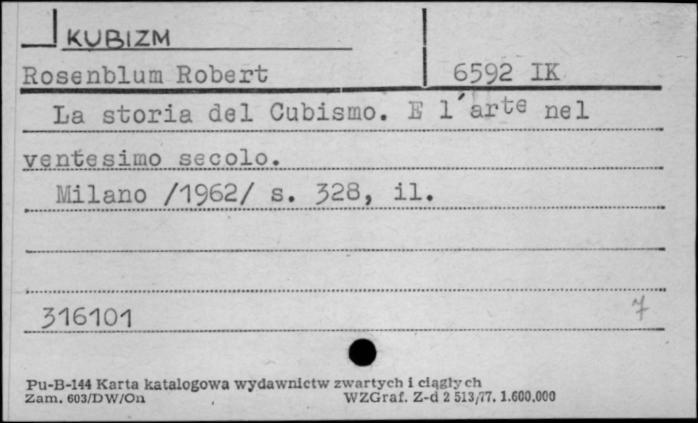 KUBIZM
Rosenblum Robert 6592 IK
La storia del Cubismo. E l'arte nel
ventesimo secolo.
Milano /1962/ s. 328, il.
316101 7
Pu-B-144 Karta katalogowa wydawnictw zwartych i ciągłych
Zam. 603/DW/On WZGraf. Z-d 2 513/77. 1.600.000